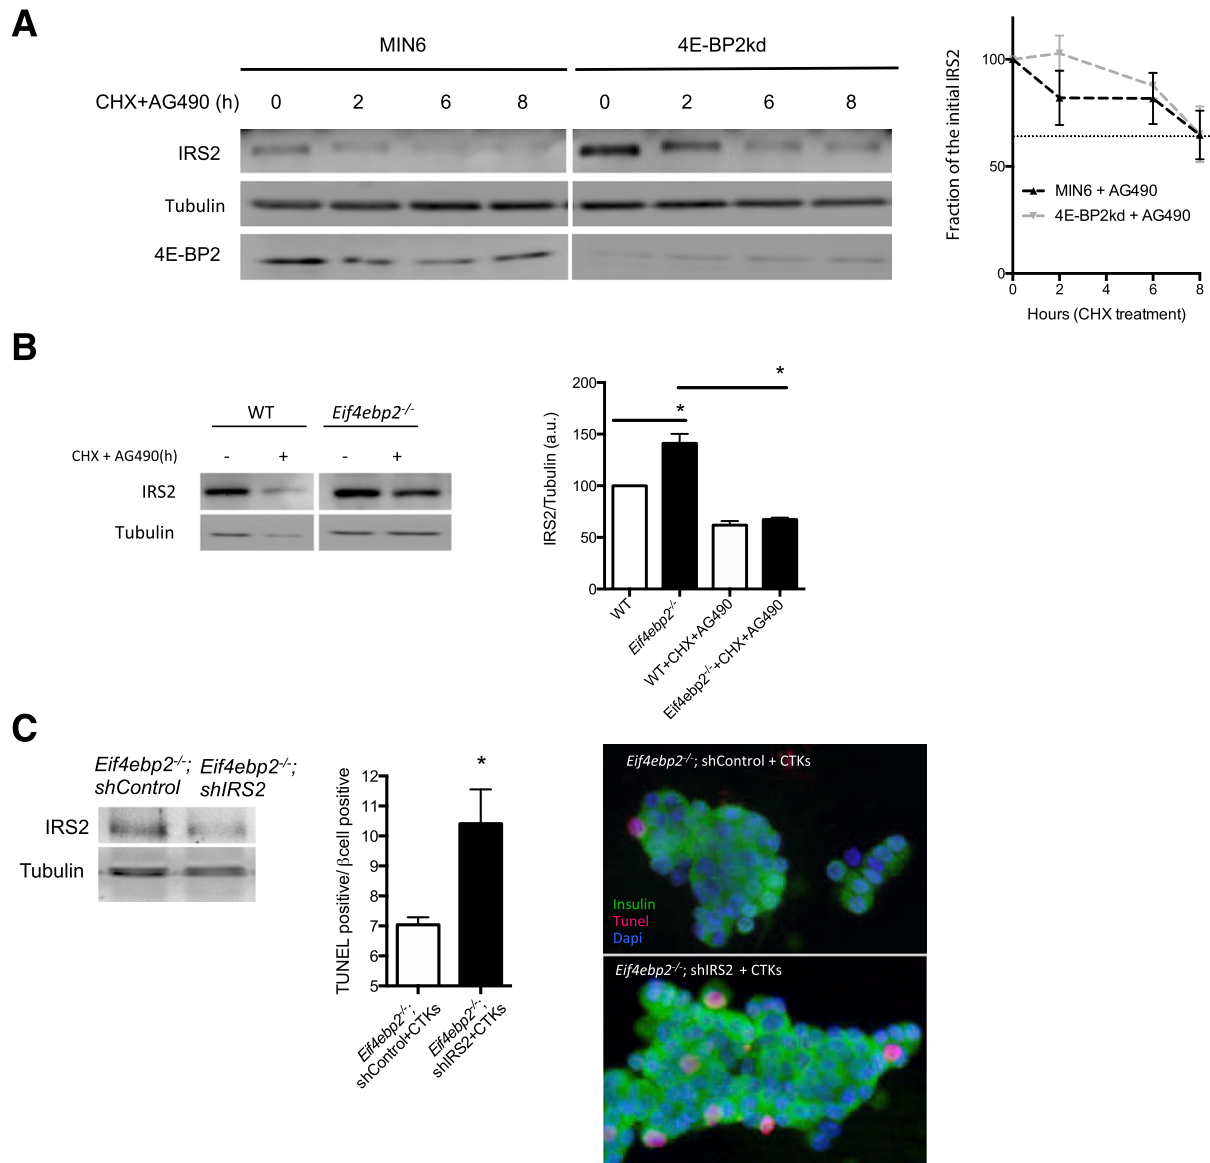 A
MIN6
4E-BP2kd
CHX+AG490 (h)
0 2 6 8 0 2 6 8
IRS2
Tubulin
4E-BP2
Fraction of the initial IRS2
100
50
0
MIN6 + AG490
4E-BP2kd + AG490
0 2 4 6 8
Hours (CHX treatment)
B
WT
Eif4ebp2-/-
CHX + AG490(h)
- + - +
IRS2
Tubulin
IRS2/Tubulin (a.u.)
200
150
100
50
0
*
*
WT
Eif4ebp2-/-
WT+CHX+AG490
Eif4ebp2-/-+CHX+AG490
C
Eif4ebp2-/-;
shControl
Eif4ebp2-/-;
shIRS2
IRS2
Tubulin
TUNEL positive/ βcell positive
12
11
10
9
8
7
6
5
*
Eif4ebp2-/-;
shControl+CTKs
Eif4ebp2-/-;
shIRS2+CTKs
Eif4ebp2-/-; shControl + CTKs
Insulin
Tunel
Dapi
Eif4ebp2-/-; shIRS2 + CTKs